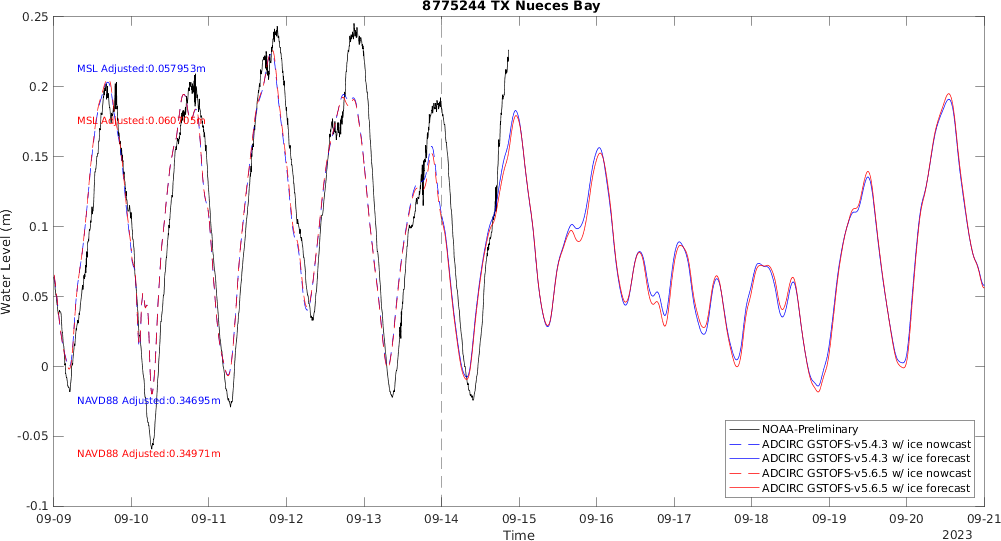 8775244 TX Nueces Bay
0.25
0.2
0.15
0.1
0.05
0
-0.05
-0.1
Water Level (m)
MSL Adjusted:0.057953m
NAVD88 Adjusted:0.34695m
NAVD88 Adjusted:0.34971m
NOAA-Preliminary
ADCIRC GSTOFS-v5.4.3 w/ ice nowcast
ADCIRC GSTOFS-v5.4.3 w/ ice forecast
ADCIRC GSTOFS-v5.6.5 w/ ice nowcast
ADCIRC GSTOFS-v5.6.5 w/ ice forecast
09-09 09-10 09-11 09-12 09-13 09-14 09-15 09-16 09-17 09-18 09-19 09-20 09-21
Time
2023
MSL Adjusted: